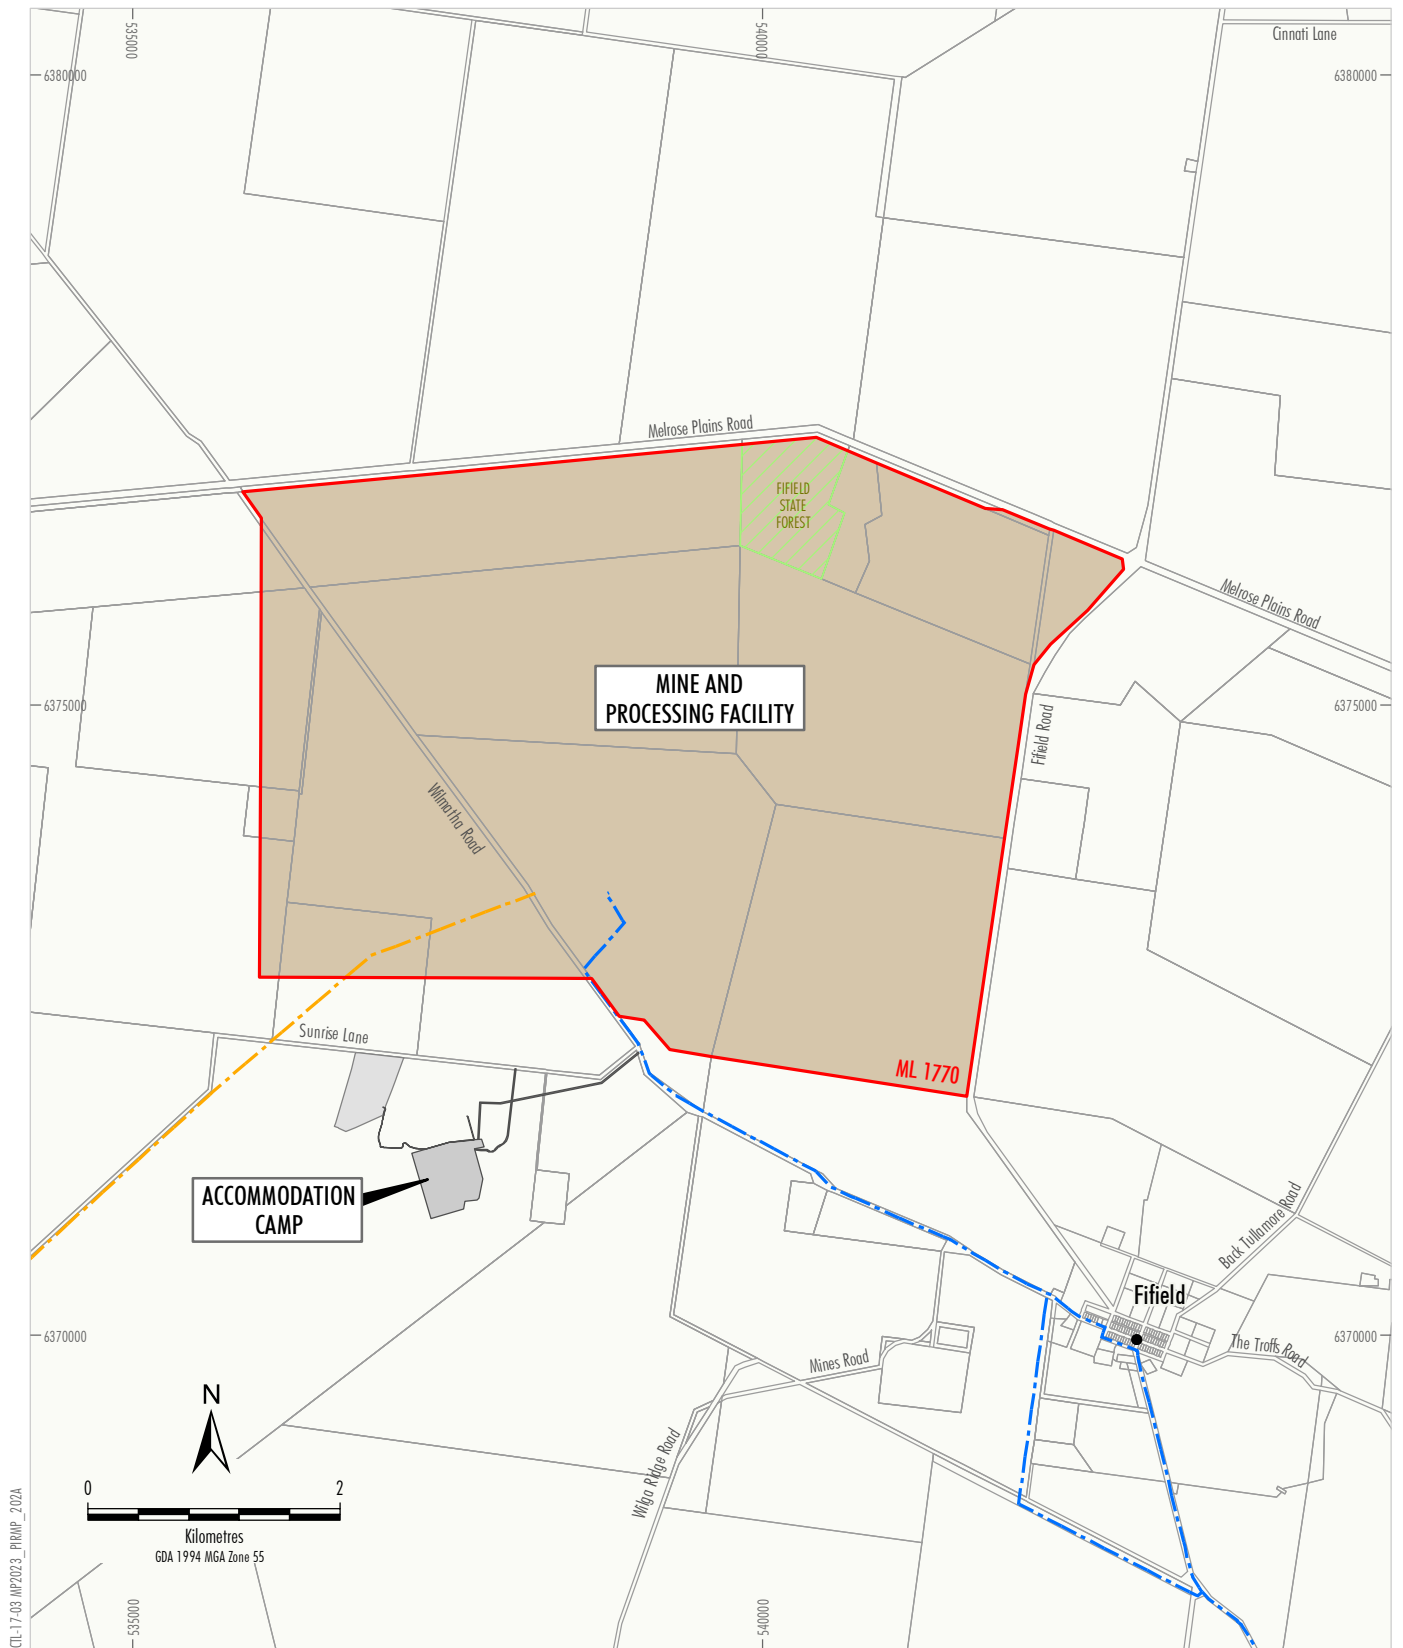 535000
540000
Cinnati Lane
6380000
6380000
Melrose Plains Road
FIFIELD
STATE
FOREST
Melrose Plains Road
MINE AND
PROCESSING FACILITY
6375000
6375000
Fifield Road
Wilmatha Road
Sunrise Lane
ML 1770
ACCOMMODATION
CAMP
Back Tullamore Road
Fifield
6370000
6370000
The Troffs Road
Mines Road
N
Wilga Ridge Road
0
2
Kilometres
GDA 1994 MGA Zone 55
CTL-17-03 MP2023_PIRMP_202A
535000
540000